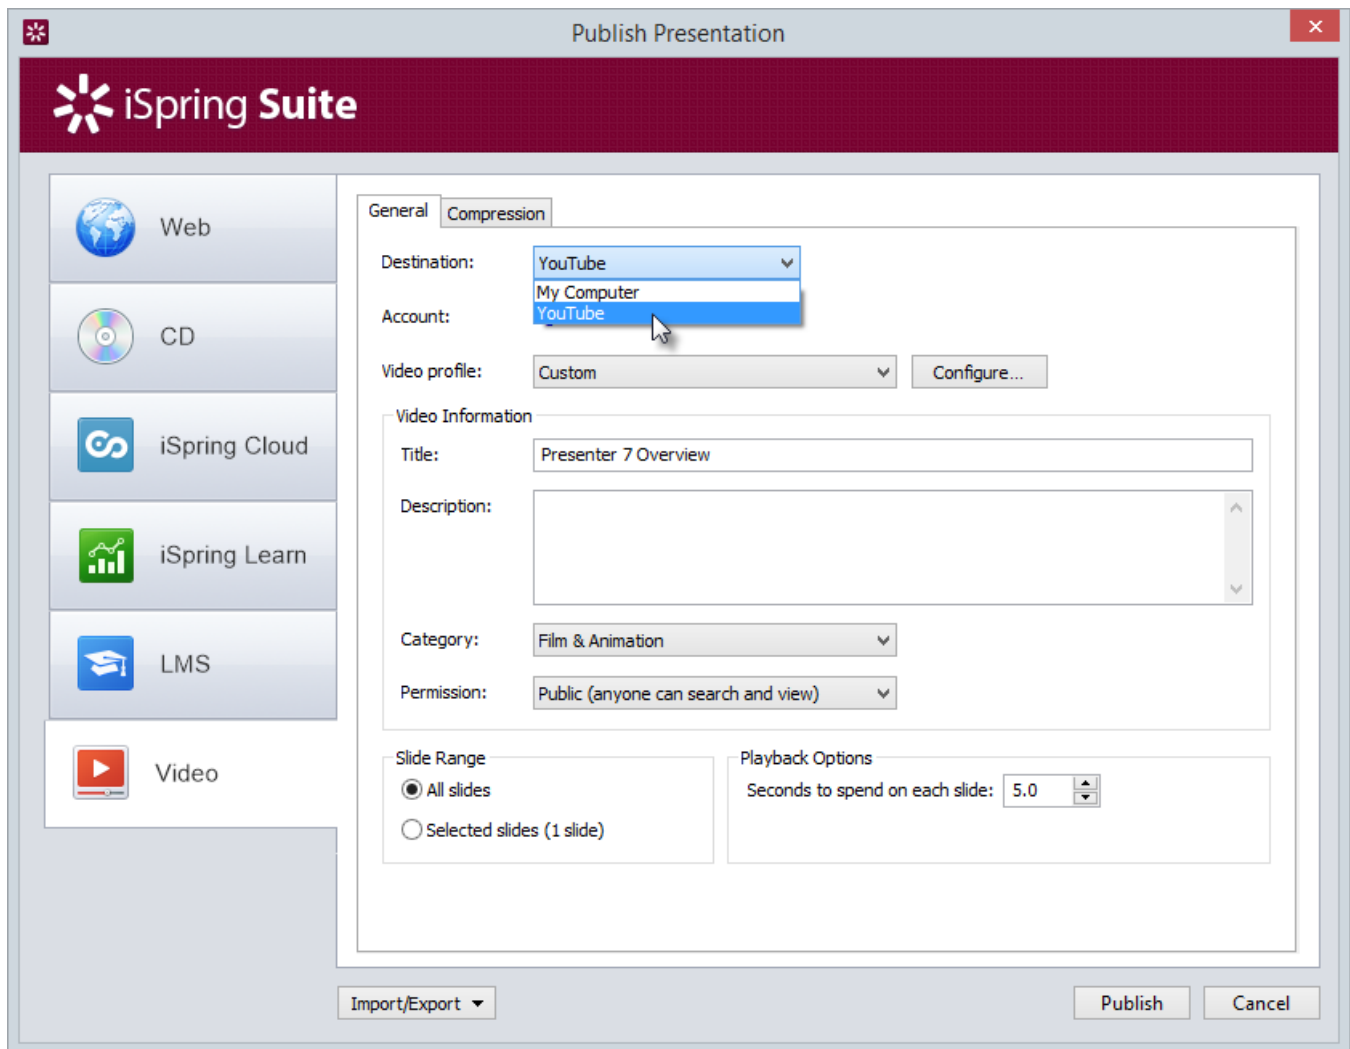 Publish Presentation
iSpring Suite
Web
CD
iSpring Cloud
iSpring Learn
LMS
Video
General
Compression
Destination:
YouTube
My Computer
YouTube
Account:
Video profile:
Custom
Configure...
Video Information
Title:
Presenter 7 Overview
Description:
Category:
Film & Animation
Permission:
Public (anyone can search and view)
Slide Range
All slides
Selected slides (1 slide)
Playback Options
Seconds to spend on each slide: 5.0
Import/Export
Publish
Cancel